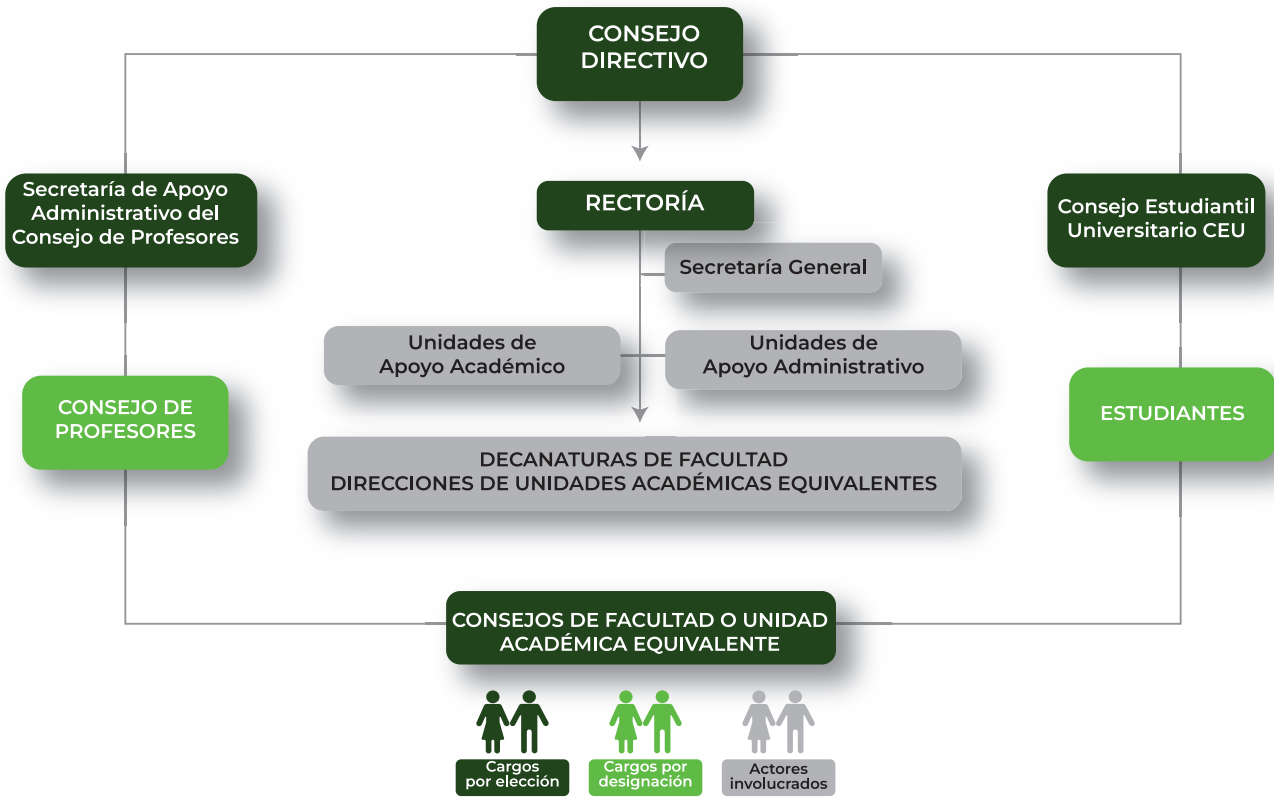 CONSEJO
DIRECTIVO
Secretaría de Apoyo
Administrativo del
Consejo de Profesores
RECTORÍA
Consejo Estudiantil
Universitario CEU
Secretaría General
Unidades de
Apoyo Académico
Unidades de
Apoyo Administrativo
CONSEJO DE
PROFESORES
ESTUDIANTES
DECANATURAS DE FACULTAD
DIRECCIONES DE UNIDADES ACADÉMICAS EQUIVALENTES
CONSEJOS DE FACULTAD O UNIDAD
ACADÉMICA EQUIVALENTE
Cargos
por elección
Cargos por
designación
Actores
involucrados